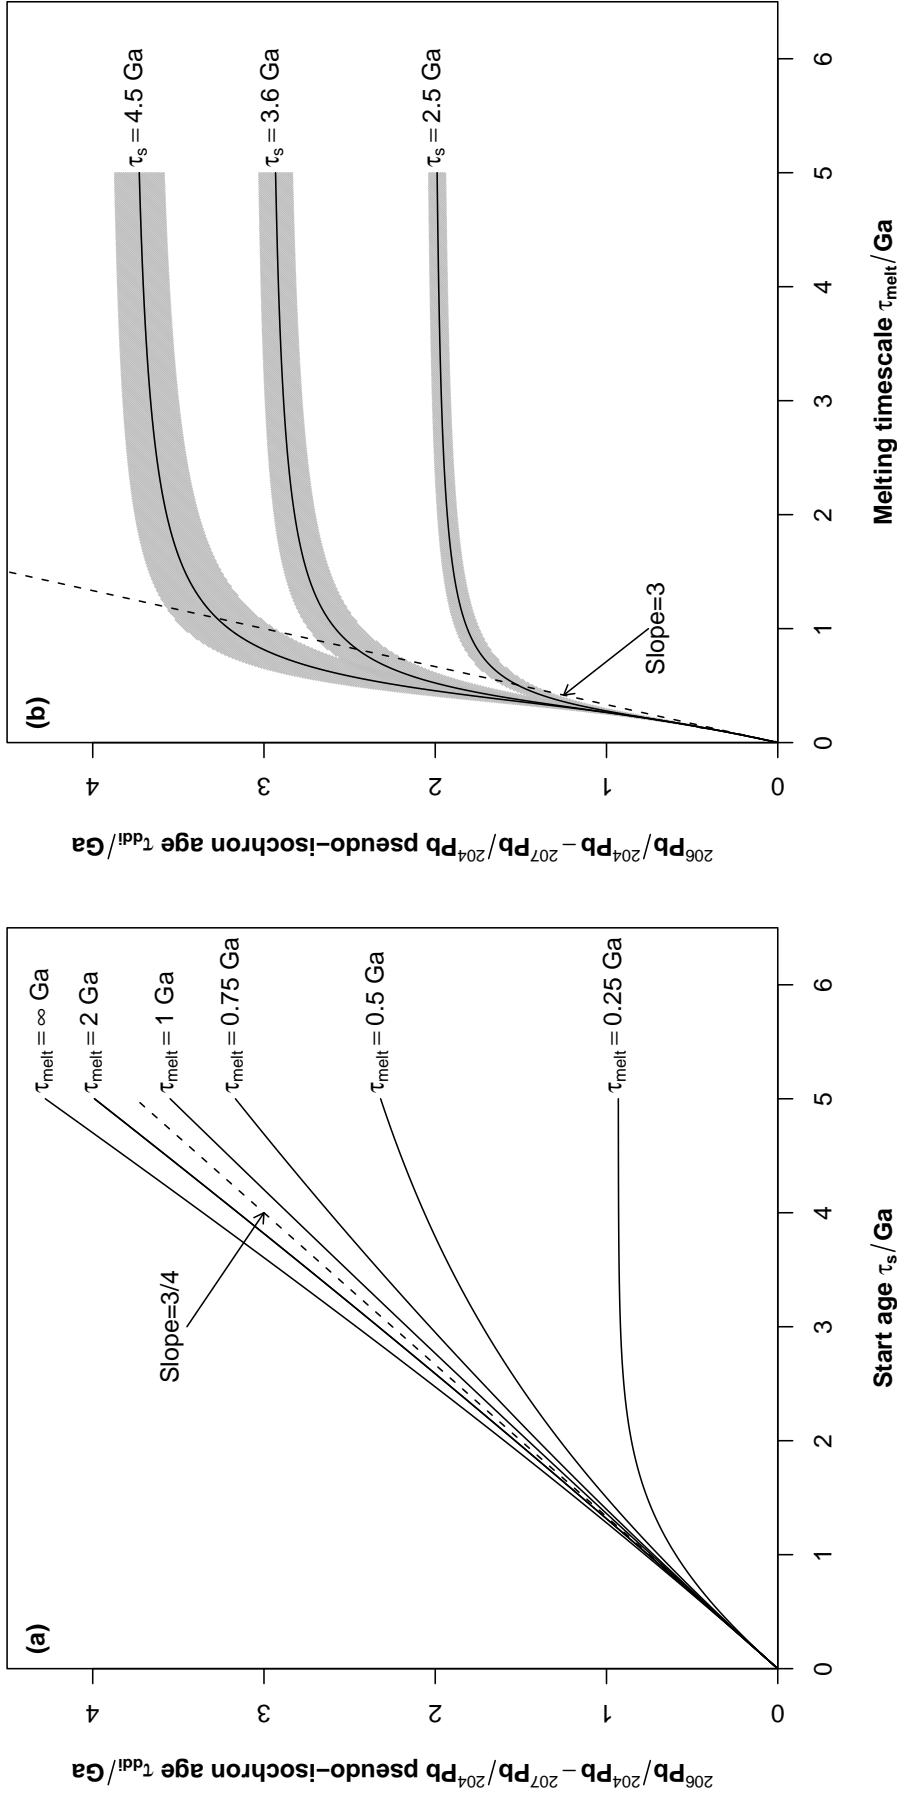 (a)
τmelt = ∞ Ga
τmelt = 2 Ga
τmelt = 1 Ga
τmelt = 0.75 Ga
τmelt = 0.5 Ga
τmelt = 0.25 Ga
Slope=3/4
0 1 2 3 4 5 6
Start age τs/Ga
0 1 2 3 4
²⁰⁶Pb/²⁰⁴Pb − ²⁰⁷Pb/²⁰⁴Pb pseudo−isochron age τppi/Ga
(b)
τs = 4.5 Ga
τs = 3.6 Ga
τs = 2.5 Ga
Slope=3
0 1 2 3 4 5 6
Melting timescale τmelt/Ga
0 1 2 3 4
²⁰⁶Pb/²⁰⁴Pb − ²⁰⁷Pb/²⁰⁴Pb pseudo−isochron age τppi/Ga